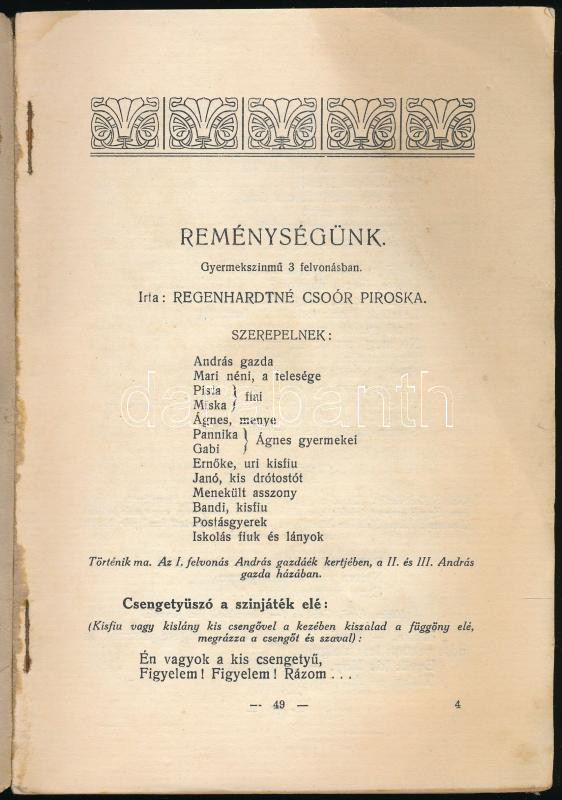 REMÉNYSÉGÜNK.
Gyermekszinmű 3 felvonásban.
Irta: REGENHARDTNÉ CSOÓR PIROSKA.
SZEREPELNEK:
András gazda
Mari néni, a felesége
Pista
Miska } fiai
Ágnes, menye
Pannika
Gabi } Ágnes gyermekei
Ernőke, uri kisfiu
Janó, kis drótostót
Menekült asszony
Bandi, kisfiu
Postásgyerek
Iskolás fiuk és lányok
Történik ma. Az I. felvonás András gazdáék kertjében, a II. és III. András
gazda házában.
Csengetyüszó a szinjáték elé:
(Kisfiu vagy kislány kis csengővel a kezében kiszalad a függöny elé,
megrázza a csengőt és szaval):
Én vagyok a kis csengetyű,
Figyelem! Figyelem! Rázom...
— 49 — 4
darabanth